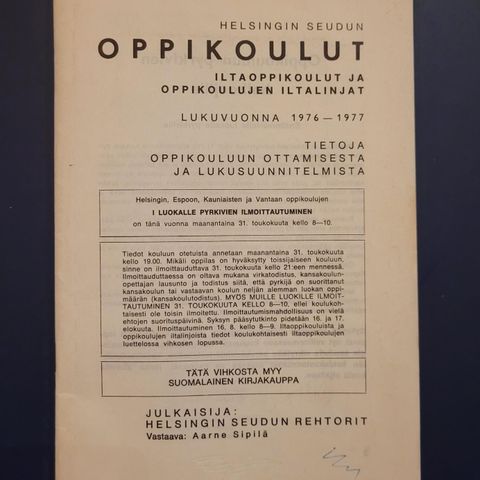 HELSINGIN SEUDUN
OPPIKOULUT
ILTAOPPIKOULUT JA
OPPIKOULUJEN ILTALINJAT
LUKUVUONNA 1976—1977
TIETOJA
OPPIKOULUUN OTTAMISESTA
JA LUKUSUUNNITELMISTA
Helsingin, Espoon, Kauniaisten ja Vantaan oppikoulujen
I LUOKALLE PYRKIVIEN ILMOITTAUTUMINEN
on tänä vuonna maanantaina 31. toukokuuta kello 8—10.
Tiedot kouluun otetuista annetaan maanantaina 31. toukokuuta
kello 19.00. Mikäli oppilas on hyväksytty toissijaiseen kouluun,
sinne on ilmoittauduttava 31. toukokuuta kello 21:een mennessä.
Ilmoittauduttaessa on oltava mukana virkatodistus, kansakoulun-
opettajan lausunto ja todistus siitä, että pyrkijä on suorittanut
kansakoulun tai vastaavan koulun neljän alemman luokan oppi-
määrän (kansakoulutodistus). MYÖS MUILLE LUOKILLE ILMOIT-
TAUTUMINEN 31. TOUKOKUUTA KELLO 8—10, ellei koulukoh-
taisesti ole toisin ilmoitettu. Ilmoittautumismahdollisuus on vielä
ehtojen suorituspäivinä. Syksyn pääsytutkinto pidetään 16. ja 17.
elokuuta. Ilmoittautuminen 16. 8. kello 8—9. Iltaoppikouluista ja
oppikoulujen iltalinjoista tiedot koulukohtaisesti iltaoppikoulujen
luettelossa vihkosen lopussa.
TÄTÄ VIHKOSTA MYY
SUOMALAINEN KIRJAKAUPPA
JULKAISIJA:
HELSINGIN SEUDUN REHTORIT
Vastaava: Aarne Sipilä